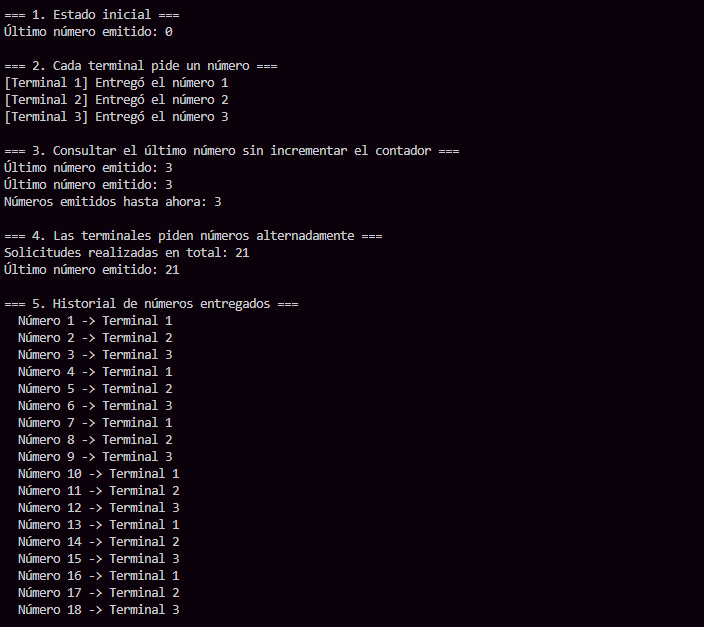 === 1. Estado inicial ===
Último número emitido: 0
=== 2. Cada terminal pide un número ===
[Terminal 1] Entregó el número 1
[Terminal 2] Entregó el número 2
[Terminal 3] Entregó el número 3
=== 3. Consultar el último número sin incrementar el contador ===
Último número emitido: 3
Último número emitido: 3
Números emitidos hasta ahora: 3
=== 4. Las terminales piden números alternadamente ===
Solicitudes realizadas en total: 21
Último número emitido: 21
=== 5. Historial de números entregados ===
Número 1 -> Terminal 1
Número 2 -> Terminal 2
Número 3 -> Terminal 3
Número 4 -> Terminal 1
Número 5 -> Terminal 2
Número 6 -> Terminal 3
Número 7 -> Terminal 1
Número 8 -> Terminal 2
Número 9 -> Terminal 3
Número 10 -> Terminal 1
Número 11 -> Terminal 2
Número 12 -> Terminal 3
Número 13 -> Terminal 1
Número 14 -> Terminal 2
Número 15 -> Terminal 3
Número 16 -> Terminal 1
Número 17 -> Terminal 2
Número 18 -> Terminal 3